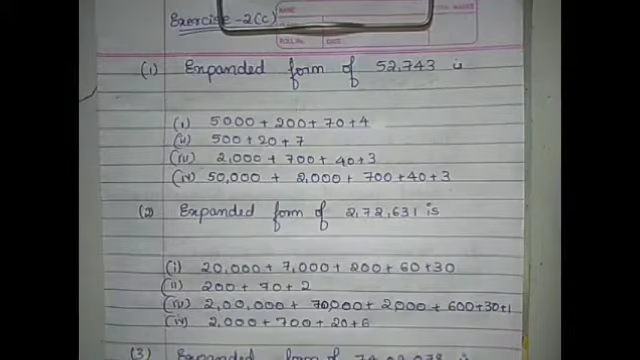 NAME
Exercise-2(C)
ROLL No. DATE
(1) Expanded form of 52,743 is
(i) 5000 + 200 + 70 + 4
(ii) 500 + 20 + 7
(iii) 2,000 + 700 + 40 + 3
(iv) 50,000 + 2,000 + 700 + 40 + 3
(2) Expanded form of 2,72,631 is
(i) 20,000 + 7,000 + 200 + 60 + 30
(ii) 200 + 70 + 2
(iii) 2,00,000 + 70,000 + 2,000 + 600 + 30 + 1
(iv) 2,000 + 700 + 20 + 6
(3) Expanded form of